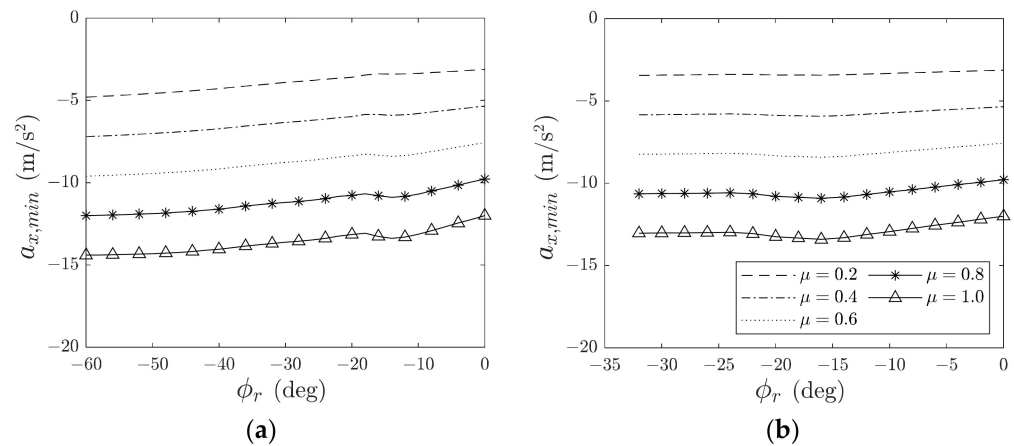 0
−5
−10
−15
−20
a_{x,min} (m/s²)
−60 −50 −40 −30 −20 −10 0
ϕ_r (deg)
(a)
0
−5
−10
−15
−20
a_{x,min} (m/s²)
−35 −30 −25 −20 −15 −10 −5 0
ϕ_r (deg)
μ = 0.2 μ = 0.8
μ = 0.4 μ = 1.0
μ = 0.6
(b)